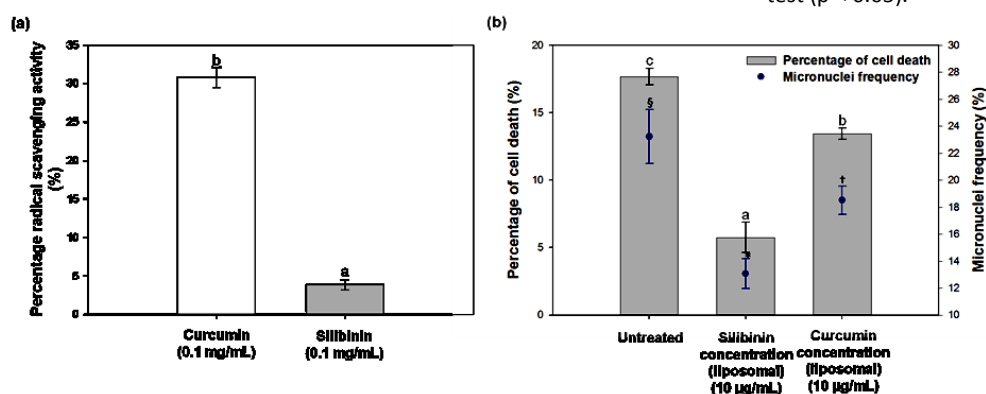 test (p < 0.05).
(a)
Percentage radical scavenging activity
(%)
35
30
25
20
15
10
5
0
b
a
Curcumin
(0.1 mg/mL)
Silibinin
(0.1 mg/mL)
(b)
Percentage of cell death (%)
20
15
10
5
0
Percentage of cell death
Micronuclei frequency
c
§
a
b
†
30
28
26
24
22
20
18
16
14
12
10
Micronuclei frequency (%)
Untreated
Silibinin
concentration
(liposomal)
(10 µg/mL)
Curcumin
concentration
(liposomal)
(10 µg/mL)